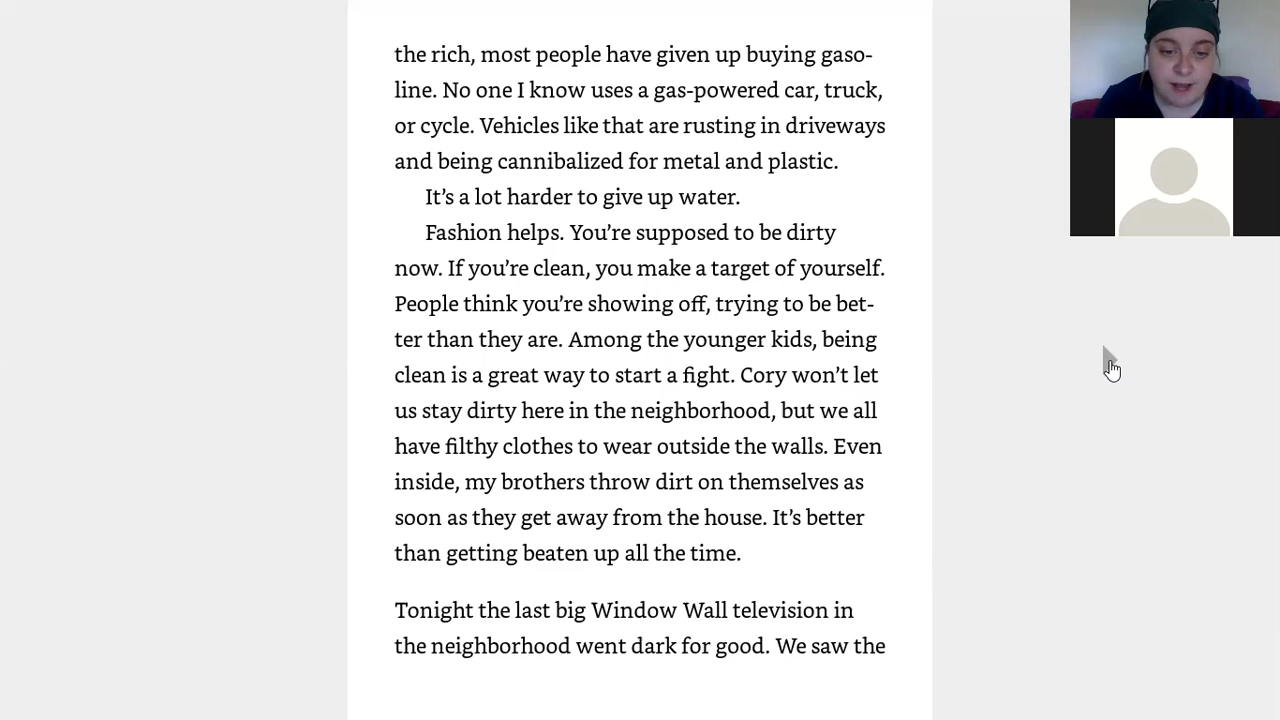 the rich, most people have given up buying gaso-
line. No one I know uses a gas-powered car, truck,
or cycle. Vehicles like that are rusting in driveways
and being cannibalized for metal and plastic.
It’s a lot harder to give up water.
Fashion helps. You’re supposed to be dirty
now. If you’re clean, you make a target of yourself.
People think you’re showing off, trying to be bet-
ter than they are. Among the younger kids, being
clean is a great way to start a fight. Cory won’t let
us stay dirty here in the neighborhood, but we all
have filthy clothes to wear outside the walls. Even
inside, my brothers throw dirt on themselves as
soon as they get away from the house. It’s better
than getting beaten up all the time.
Tonight the last big Window Wall television in
the neighborhood went dark for good. We saw the